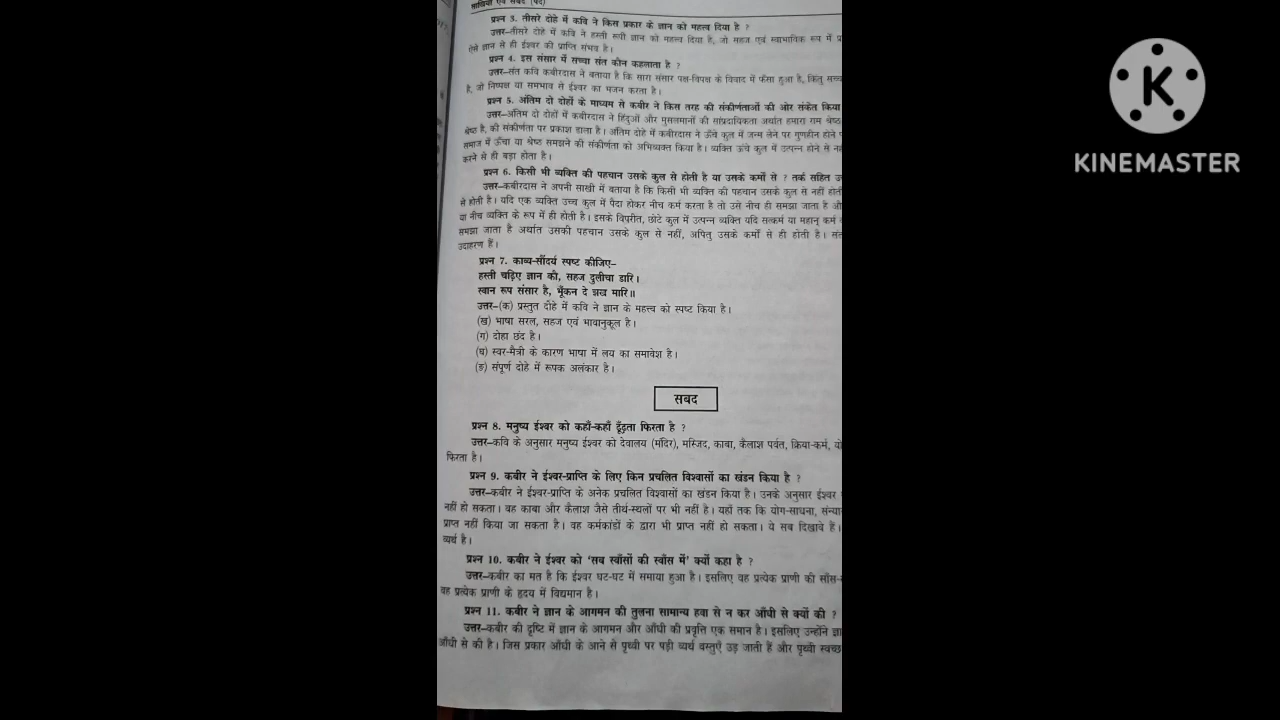 साखियाँ एवं सबद (पद)
प्रश्न 3. तीसरे दोहे में कवि ने किस प्रकार के ज्ञान को महत्त्व दिया है ?
उत्तर–तीसरे दोहे में कवि ने हस्ती रूपी ज्ञान को महत्त्व दिया है, जो सहज एवं स्वाभाविक रूप में
ऐसे ज्ञान से ही ईश्वर की प्राप्ति संभव है।
प्रश्न 4. इस संसार में सच्चा संत कौन कहलाता है ?
उत्तर–संत कवि कबीरदास ने बताया है कि सारा संसार पक्ष-विपक्ष के विवाद में फँसा हुआ है, किंतु
है, जो निष्पक्ष या समभाव से ईश्वर का भजन करता है।
प्रश्न 5. अंतिम दो दोहों के माध्यम से कबीर ने किस तरह की संकीर्णताओं की ओर संकेत किया
उत्तर–अंतिम दो दोहों में कबीरदास ने हिंदुओं और मुसलमानों की सांप्रदायिकता अर्थात हमारा राम श्रेष्ठ
श्रेष्ठ है, की संकीर्णता पर प्रकाश डाला है। अंतिम दोहे में कबीरदास ने ऊँचे कुल में जन्म लेने पर गुणहीन होने
समाज में ऊँचा या श्रेष्ठ समझने की संकीर्णता को अभिव्यक्त किया है। व्यक्ति ऊँचे कुल में उत्पन्न होने से
करने से ही बड़ा होता है।
प्रश्न 6. किसी भी व्यक्ति की पहचान उसके कुल से होती है या उसके कर्मों से ? तर्क सहित
उत्तर–कबीरदास ने अपनी साखी में बताया है कि किसी भी व्यक्ति की पहचान उसके कुल से नहीं होती
से होती है। यदि एक व्यक्ति उच्च कुल में पैदा होकर नीच कर्म करता है तो उसे नीच ही समझा जाता है
या नीच व्यक्ति के रूप में ही होती है। इसके विपरीत, छोटे कुल में उत्पन्न व्यक्ति यदि सत्कर्म या महान् कर्म
समझा जाता है अर्थात उसकी पहचान उसके कुल से नहीं, अपितु उसके कर्मों से ही होती है।
उदाहरण हैं।
प्रश्न 7. काव्य-सौंदर्य स्पष्ट कीजिए–
हस्ती चढ़िए ज्ञान की, सहज दुलीचा डारि।
स्वान रूप संसार है, भूँकन दे झख मारि॥
उत्तर–(क) प्रस्तुत दोहे में कवि ने ज्ञान के महत्त्व को स्पष्ट किया है।
(ख) भाषा सरल, सहज एवं भावानुकूल है।
(ग) दोहा छंद है।
(घ) स्वर-मैत्री के कारण भाषा में लय का समावेश है।
(ङ) संपूर्ण दोहे में रूपक अलंकार है।
सबद
प्रश्न 8. मनुष्य ईश्वर को कहाँ-कहाँ ढूँढ़ता फिरता है ?
उत्तर–कवि के अनुसार मनुष्य ईश्वर को देवालय (मंदिर), मस्जिद, काबा, कैलाश पर्वत, क्रिया-कर्म,
फिरता है।
प्रश्न 9. कबीर ने ईश्वर-प्राप्ति के लिए किन प्रचलित विश्वासों का खंडन किया है ?
उत्तर–कबीर ने ईश्वर-प्राप्ति के अनेक प्रचलित विश्वासों का खंडन किया है। उनके अनुसार ईश्वर
नहीं हो सकता। वह काबा और कैलाश जैसे तीर्थ-स्थलों पर भी नहीं है। यहाँ तक कि योग-साधना,
प्राप्त नहीं किया जा सकता है। वह कर्मकांडों के द्वारा भी प्राप्त नहीं हो सकता। ये सब दिखावे हैं।
व्यर्थ है।
प्रश्न 10. कबीर ने ईश्वर को 'सब स्वाँसों की स्वाँस में' क्यों कहा है ?
उत्तर–कबीर का मत है कि ईश्वर घट-घट में समाया हुआ है। इसलिए वह प्रत्येक प्राणी की
वह प्रत्येक प्राणी के हृदय में विद्यमान है।
प्रश्न 11. कबीर ने ज्ञान के आगमन की तुलना सामान्य हवा से न कर आँधी से क्यों की ?
उत्तर–कबीर की दृष्टि में ज्ञान के आगमन और आँधी की प्रवृत्ति एक समान है। इसलिए उन्होंने
आँधी से की है। जिस प्रकार आँधी के आने से पृथ्वी पर पड़ी व्यर्थ वस्तुएँ उड़ जाती हैं और पृथ्वी स्वच्छ
K
KINEMASTER